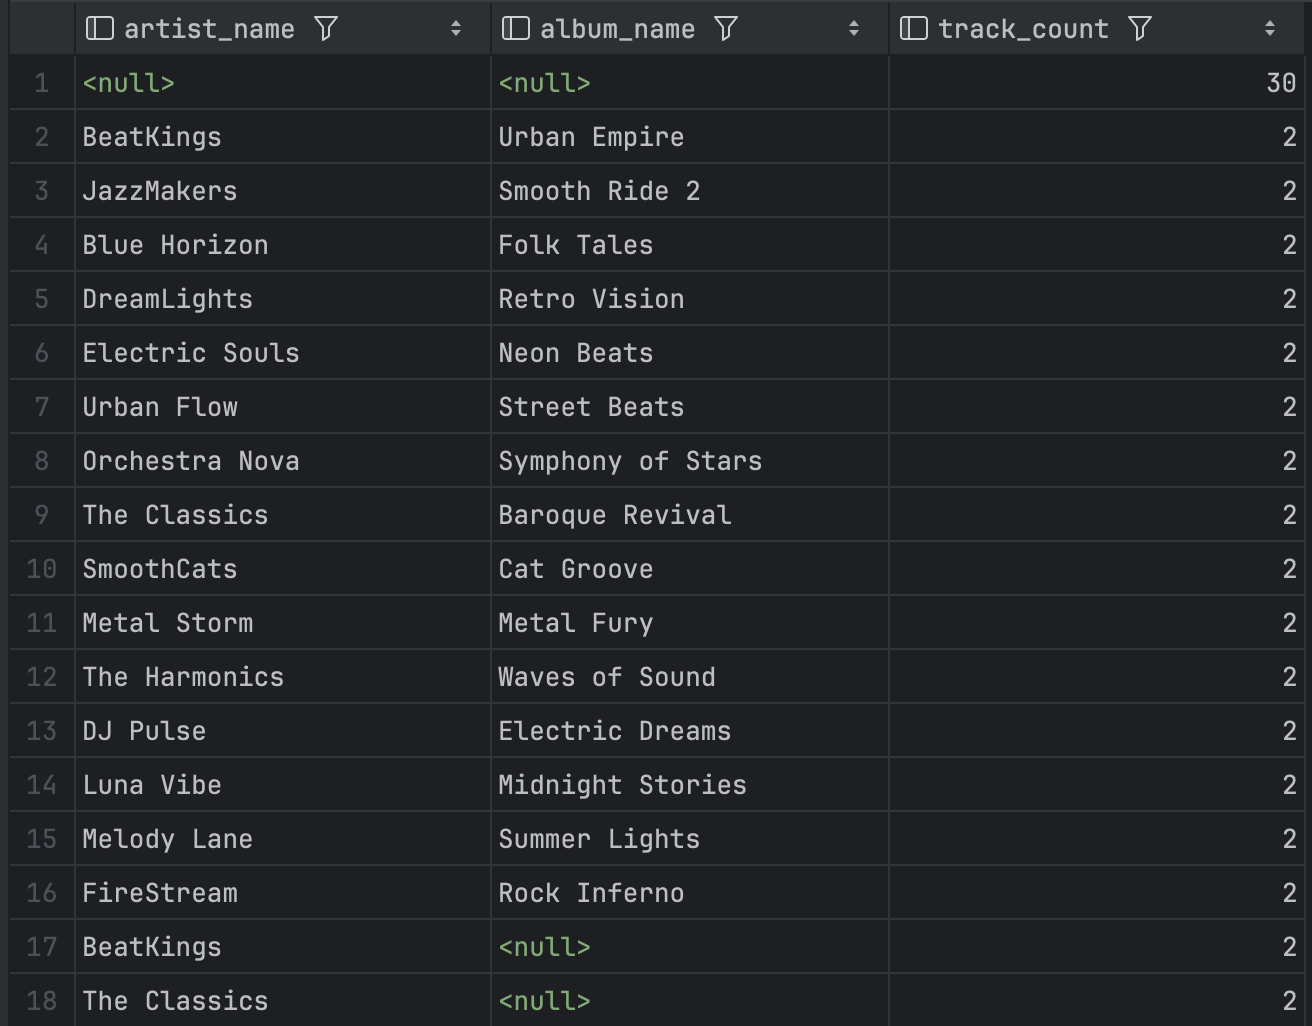 artist_name album_name track_count
1 <null> <null> 30
2 BeatKings Urban Empire 2
3 JazzMakers Smooth Ride 2 2
4 Blue Horizon Folk Tales 2
5 DreamLights Retro Vision 2
6 Electric Souls Neon Beats 2
7 Urban Flow Street Beats 2
8 Orchestra Nova Symphony of Stars 2
9 The Classics Baroque Revival 2
10 SmoothCats Cat Groove 2
11 Metal Storm Metal Fury 2
12 The Harmonics Waves of Sound 2
13 DJ Pulse Electric Dreams 2
14 Luna Vibe Midnight Stories 2
15 Melody Lane Summer Lights 2
16 FireStream Rock Inferno 2
17 BeatKings <null> 2
18 The Classics <null> 2